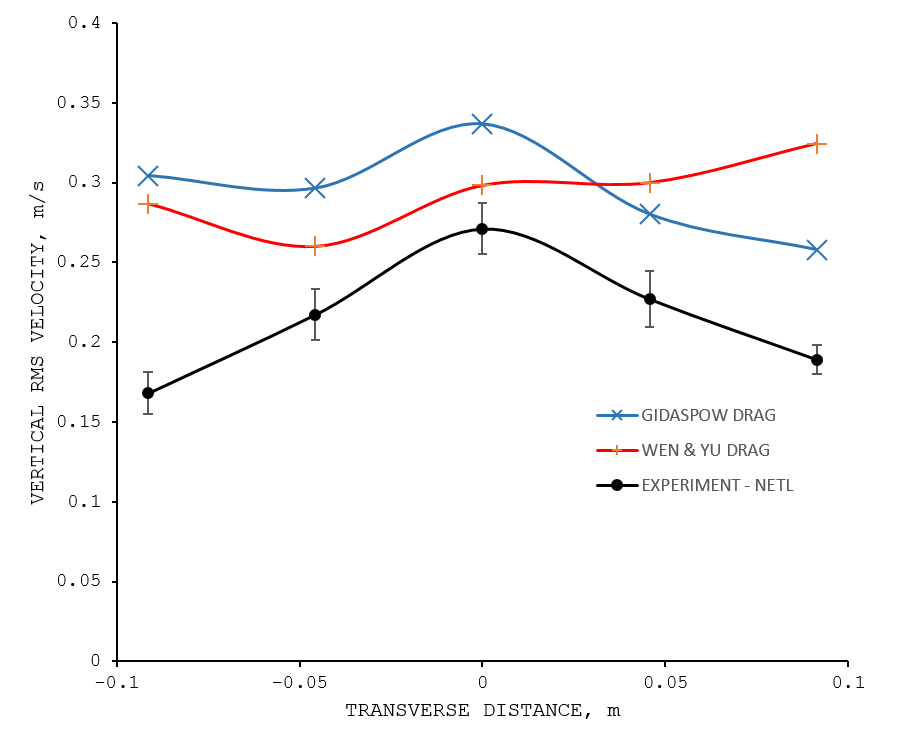 0.4
0.35
0.3
0.25
0.2
0.15
0.1
0.05
0
-0.1
-0.05
0
0.05
0.1
VERTICAL RMS VELOCITY, m/s
TRANSVERSE DISTANCE, m
GIDASPOW DRAG
WEN & YU DRAG
EXPERIMENT - NETL